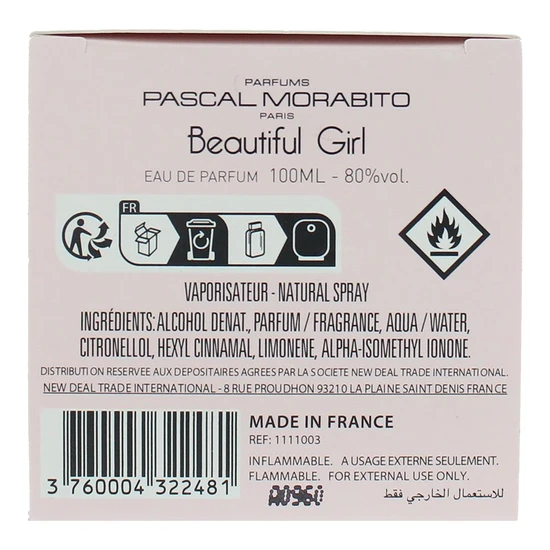 PARFUMS
PASCAL MORABITO
PARIS
Beautiful Girl
EAU DE PARFUM 100ML - 80%vol.
FR
VAPORISATEUR - NATURAL SPRAY
INGRÉDIENTS: ALCOHOL DENAT., PARFUM / FRAGRANCE, AQUA / WATER,
CITRONELLOL, HEXYL CINNAMAL, LIMONENE, ALPHA-ISOMETHYL IONONE.
DISTRIBUTION RESERVEE AUX DEPOSITAIRES AGREES PAR LA SOCIETE NEW DEAL TRADE INTERNATIONAL.
NEW DEAL TRADE INTERNATIONAL - 8 RUE PROUDHON 93210 LA PLAINE SAINT DENIS FRANCE
MADE IN FRANCE
REF: 1111003
INFLAMMABLE. A USAGE EXTERNE SEULEMENT.
FLAMMABLE. FOR EXTERNAL USE ONLY.
للاستعمال الخارجي فقط
3 760004 322481